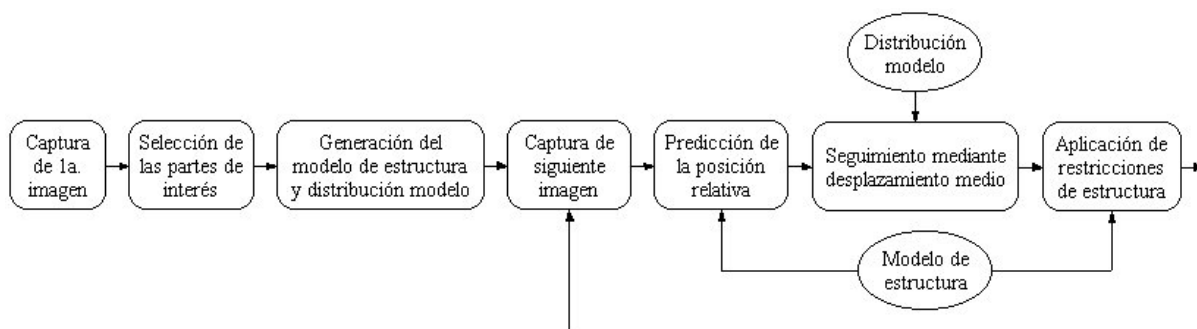 Distribución
modelo
Captura
de 1a.
imagen
Selección de
las partes de
interés
Generación del
modelo de estructura
y distribución modelo
Captura de
siguiente
imagen
Predicción de
la posición
relativa
Seguimiento mediante
desplazamiento medio
Aplicación de
restricciones
de estructura
Modelo de
estructura